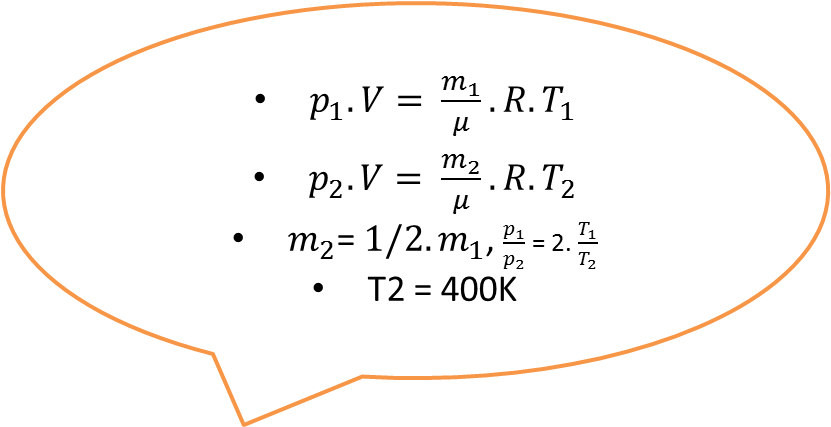 • p₁.V = m₁/μ .R.T₁
• p₂.V = m₂/μ .R.T₂
• m₂= 1/2.m₁, p₁/p₂ = 2. T₁/T₂
• T2 = 400K